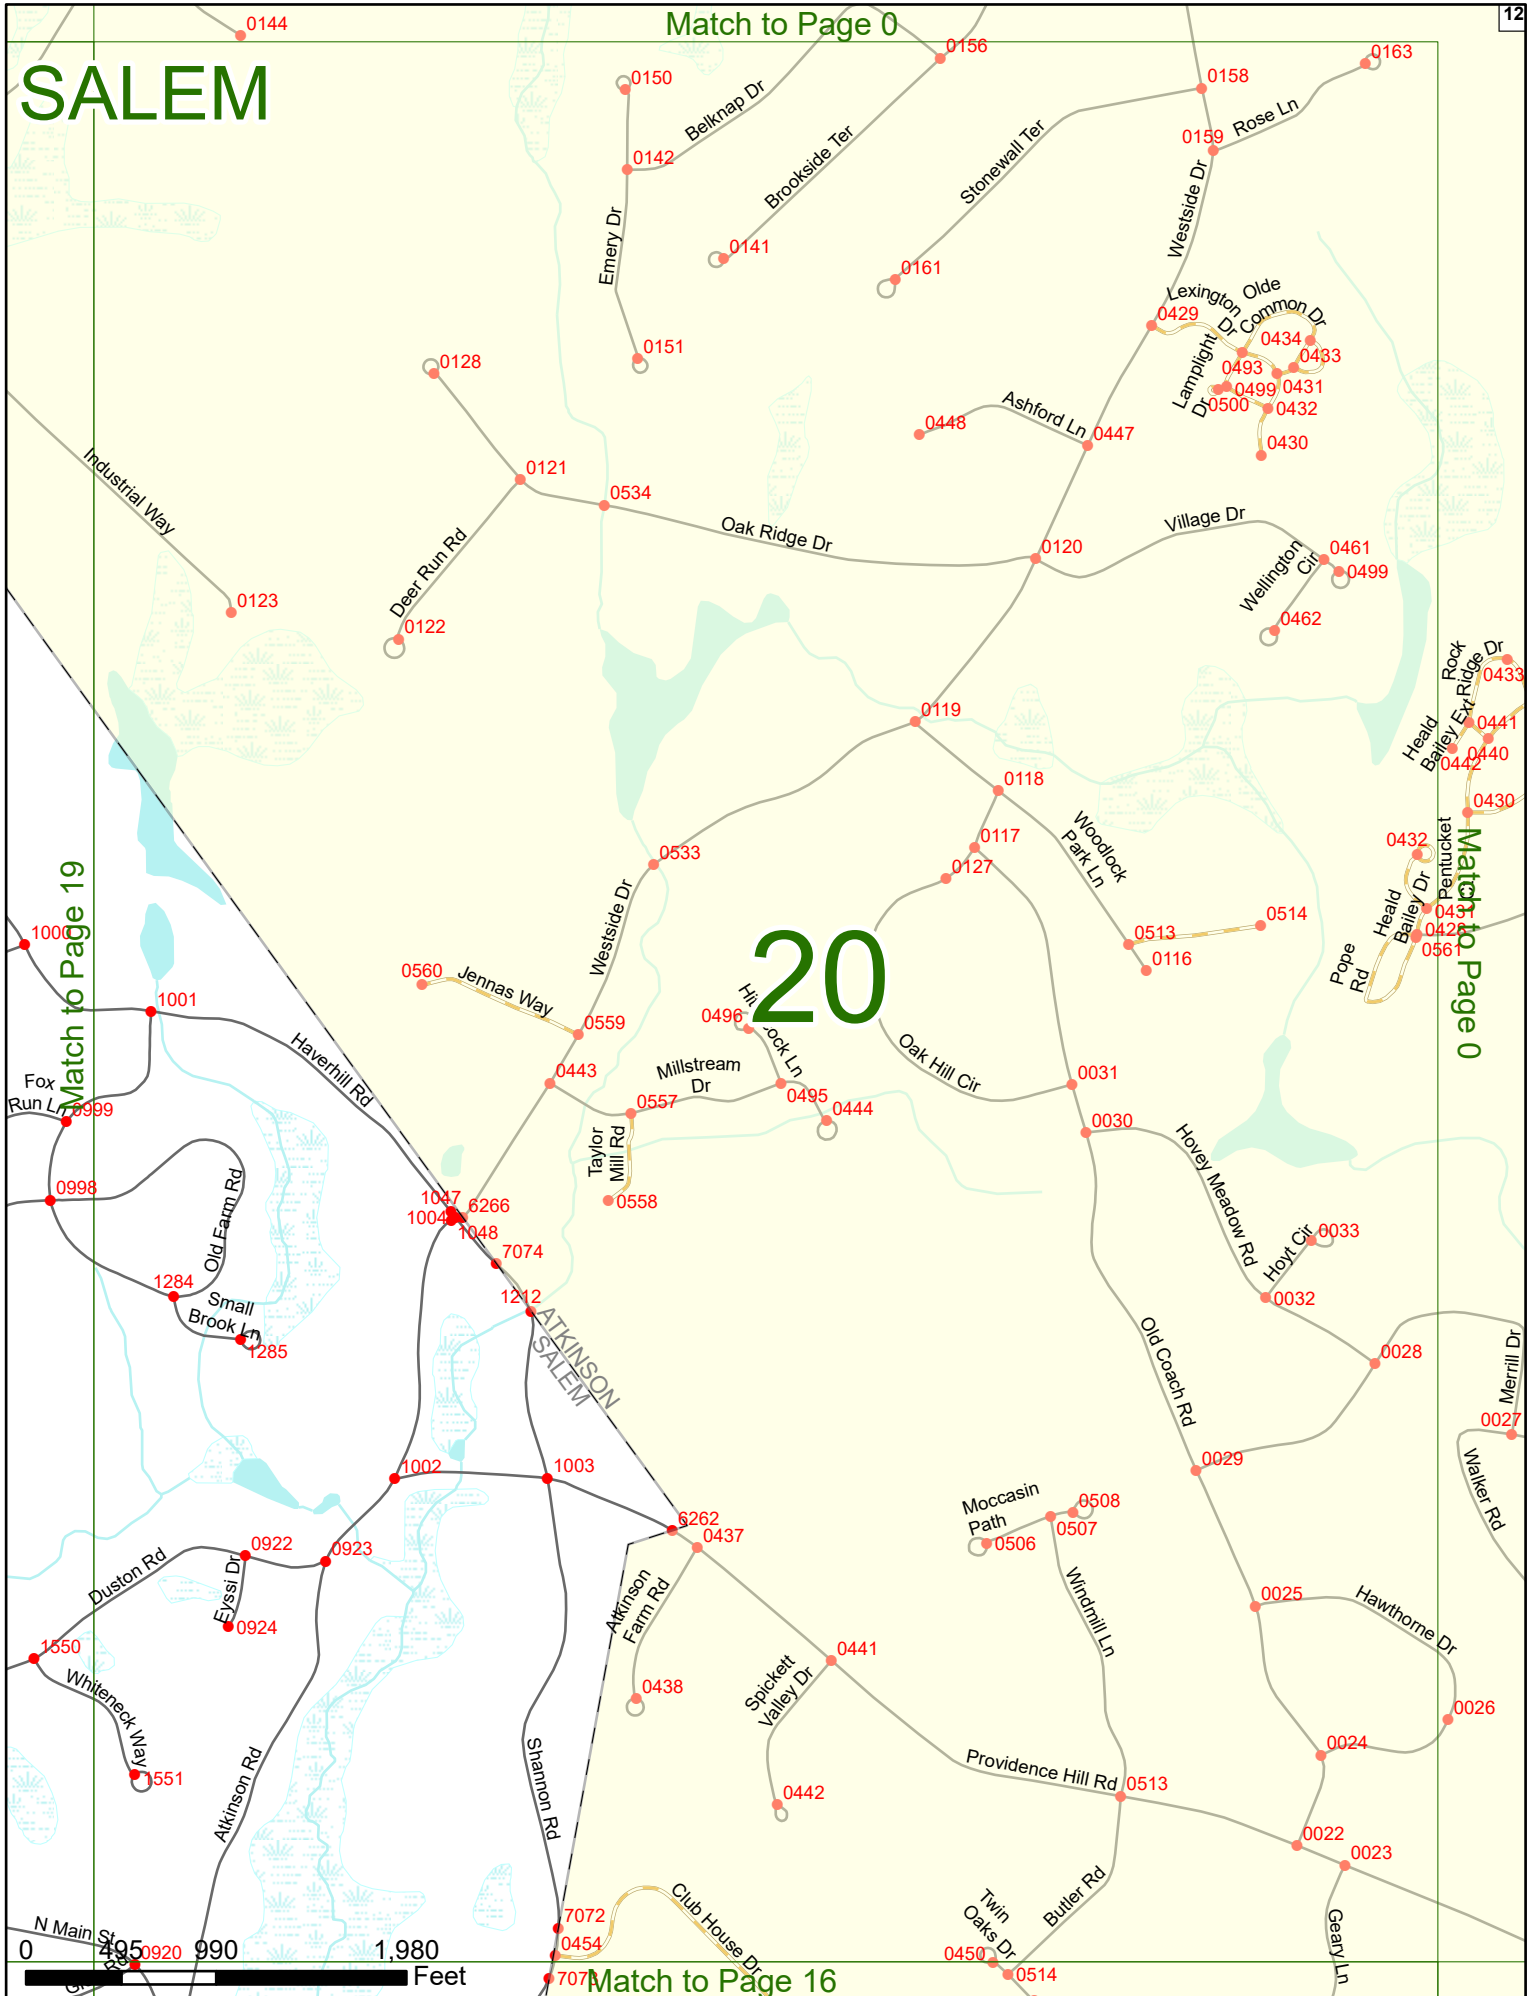 Match to Page 0
12
SALEM
0144
0156
0163
0150
0158
Belknap Dr
Rose Ln
0159
0142
Brookside Ter
Stonewall Ter
Westside Dr
Emery Dr
0141
0161
Lexington
Dr
Olde
Common Dr
0429
0434
0151
0433
0128
0493
Lamplight
Dr
0499
0431
0500
0432
Ashford Ln
0448
0447
0430
Industrial Way
0121
0534
Oak Ridge Dr
Village Dr
0120
0461
Wellington
Cir
0499
Deer Run Rd
0123
0122
0462
Rock
Ridge Dr
0433
0119
Heald
Bailey Ext
0441
0440
0442
0118
0430
Woodlock
Park Ln
0117
0432
Pentucket
Match to Page 0
0533
0127
Match to Page 19
Westside Dr
Heald
Bailey Dr
0431
0514
0428
0513
0561
1000
20
0116
Pope
Rd
0560
Jennas Way
1001
0496
0559
Haverhill Rd
Oak Hill Cir
Millstream
Dr
0443
0495
0031
Fox
Run Ln
0999
0557
0444
0030
Taylor
Mill Rd
Hovey Meadow Rd
0998
Old Farm Rd
0558
1047
6266
1004
1048
0033
Hoyt Cir
7074
1284
1212
0032
Small
Brook Ln
1285
ATKINSON
SALEM
Old Coach Rd
0028
Merrill Dr
0027
1002
1003
0029
Walker Rd
Moccasin
Path
0508
0507
6262
0437
0506
0922
0923
Duston Rd
Eyssi Dr
Atkinson
Farm Rd
Windmill Ln
0025
Hawthorne Dr
0924
1550
0441
Whiteneck Way
Spickett
Valley Dr
0438
0026
1551
Atkinson Rd
Shannon Rd
0024
Providence Hill Rd
0513
0442
0022
0023
Club House Dr
Twin
Oaks Dr
Butler Rd
Geary Ln
N Main St
7072
0454
0920
0450
0514
7073
0 495 990 1,980
Feet
Match to Page 16